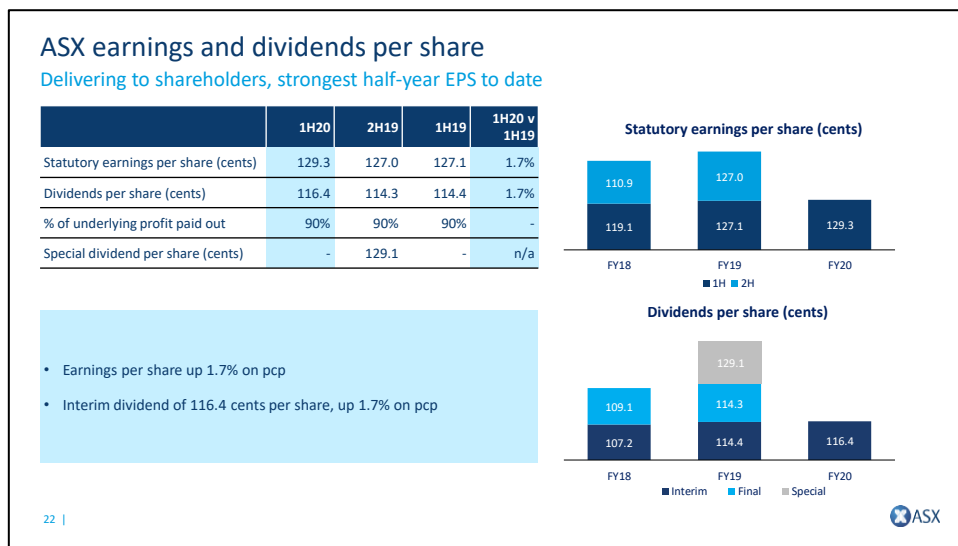 ASX earnings and dividends per share
Delivering to shareholders, strongest half-year EPS to date
1H20 2H19 1H19 1H20 v
1H19
Statutory earnings per share (cents) 129.3 127.0 127.1 1.7%
Dividends per share (cents) 116.4 114.3 114.4 1.7%
% of underlying profit paid out 90% 90% 90% -
Special dividend per share (cents) - 129.1 - n/a
• Earnings per share up 1.7% on pcp
• Interim dividend of 116.4 cents per share, up 1.7% on pcp
Statutory earnings per share (cents)
110.9 127.0
119.1 127.1 129.3
FY18 FY19 FY20
1H 2H
Dividends per share (cents)
129.1
109.1 114.3
107.2 114.4 116.4
FY18 FY19 FY20
Interim Final Special
22 |
ASX